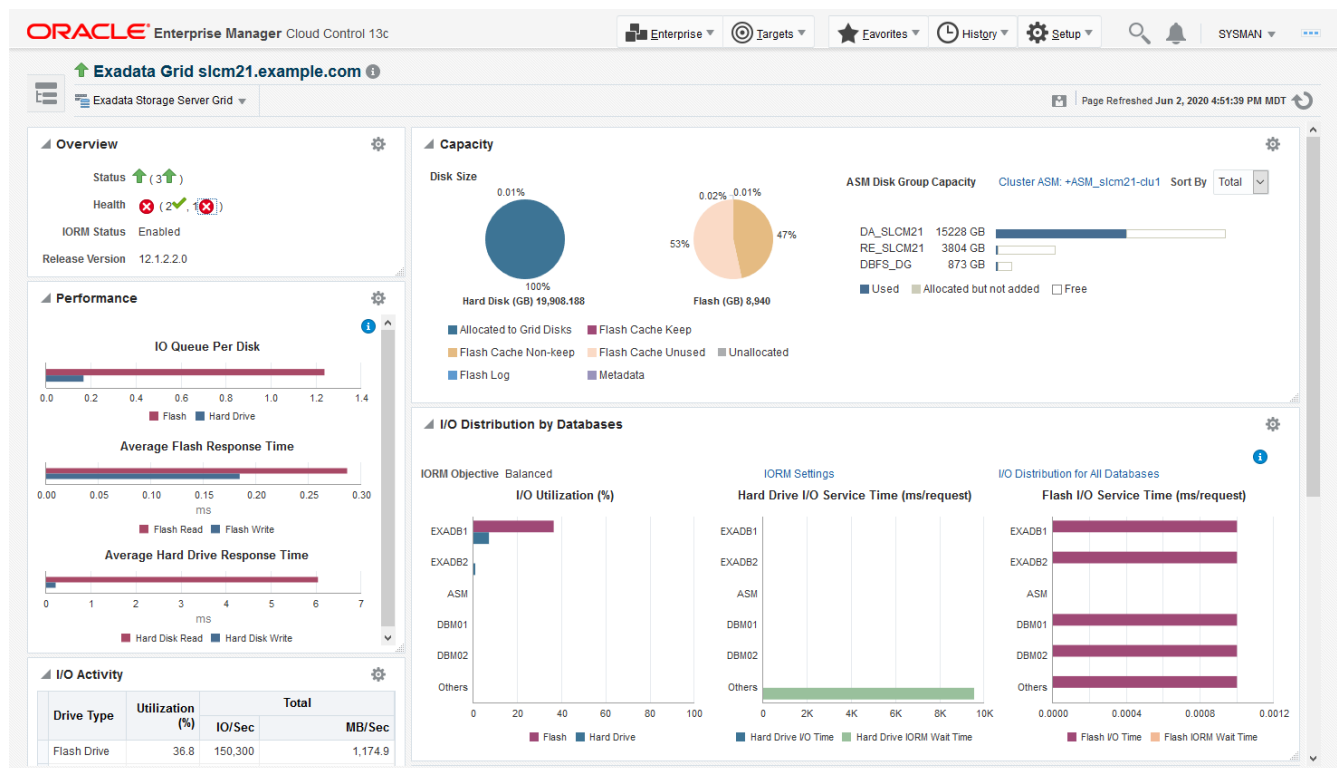 ORACLE Enterprise Manager Cloud Control 13c
Enterprise Targets Favorites History Setup SYSMAN
Exadata Grid slcm21.example.com
Exadata Storage Server Grid
Page Refreshed Jun 2, 2020 4:51:39 PM MDT
Overview
Status (3 )
Health (2 , 1 )
IORM Status Enabled
Release Version 12.1.2.2.0
Performance
IO Queue Per Disk
0.0 0.2 0.4 0.6 0.8 1.0 1.2 1.4
Flash Hard Drive
Average Flash Response Time
0.00 0.05 0.10 0.15 0.20 0.25 0.30
ms
Flash Read Flash Write
Average Hard Drive Response Time
0 1 2 3 4 5 6 7
ms
Hard Disk Read Hard Disk Write
I/O Activity
Drive Type Utilization (%) Total
IO/Sec MB/Sec
Flash Drive 36.8 150,300 1,174.9
Capacity
Disk Size
0.01%
100%
Hard Disk (GB) 19,908.188
0.02% 0.01%
53% 47%
Flash (GB) 8,940
Allocated to Grid Disks Flash Cache Keep
Flash Cache Non-keep Flash Cache Unused Unallocated
Flash Log Metadata
ASM Disk Group Capacity Cluster ASM: +ASM_slcm21-clu1 Sort By Total
DA_SLCM21 15228 GB
RE_SLCM21 3804 GB
DBFS_DG 873 GB
Used Allocated but not added Free
I/O Distribution by Databases
IORM Objective Balanced IORM Settings I/O Distribution for All Databases
I/O Utilization (%)
EXADB1
EXADB2
ASM
DBM01
DBM02
Others
0 20 40 60 80 100
Flash Hard Drive
Hard Drive I/O Service Time (ms/request)
EXADB1
EXADB2
ASM
DBM01
DBM02
Others
0 2K 4K 6K 8K 10K
Hard Drive I/O Time Hard Drive IORM Wait Time
Flash I/O Service Time (ms/request)
EXADB1
EXADB2
ASM
DBM01
DBM02
Others
0.0000 0.0004 0.0008 0.0012
Flash I/O Time Flash IORM Wait Time